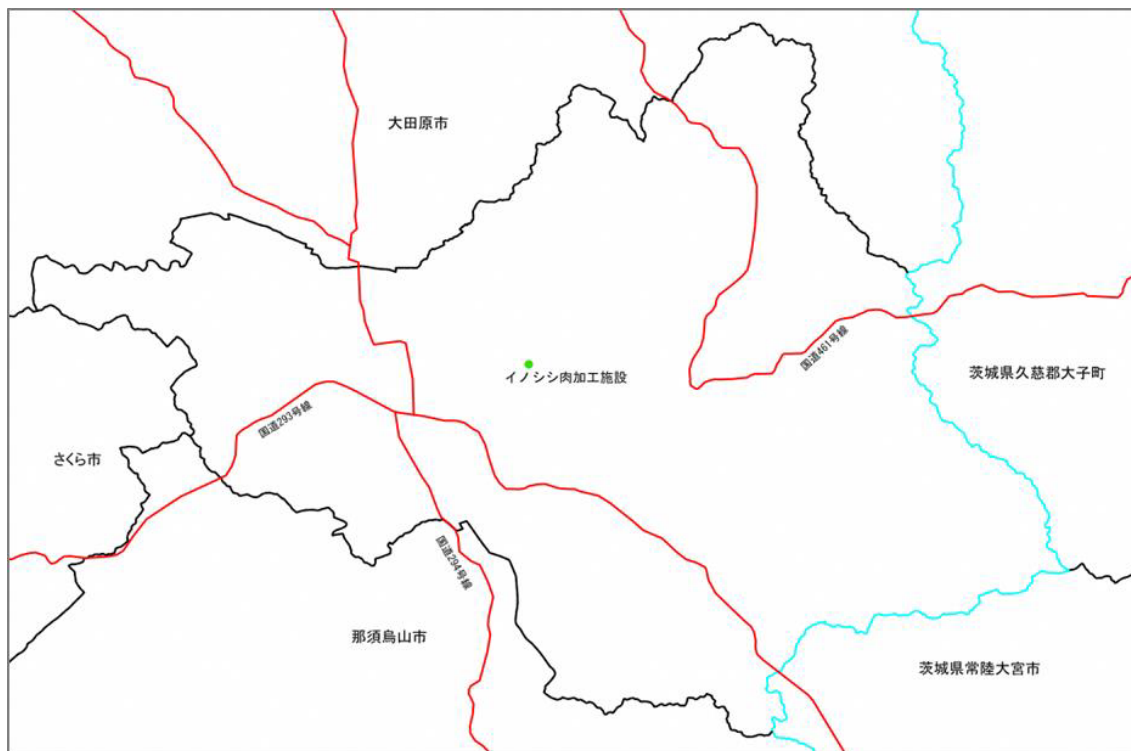 大田原市
国道461号線
イノシシ肉加工施設
茨城県久慈郡大子町
国道293号線
さくら市
国道294号線
那須烏山市
茨城県常陸大宮市